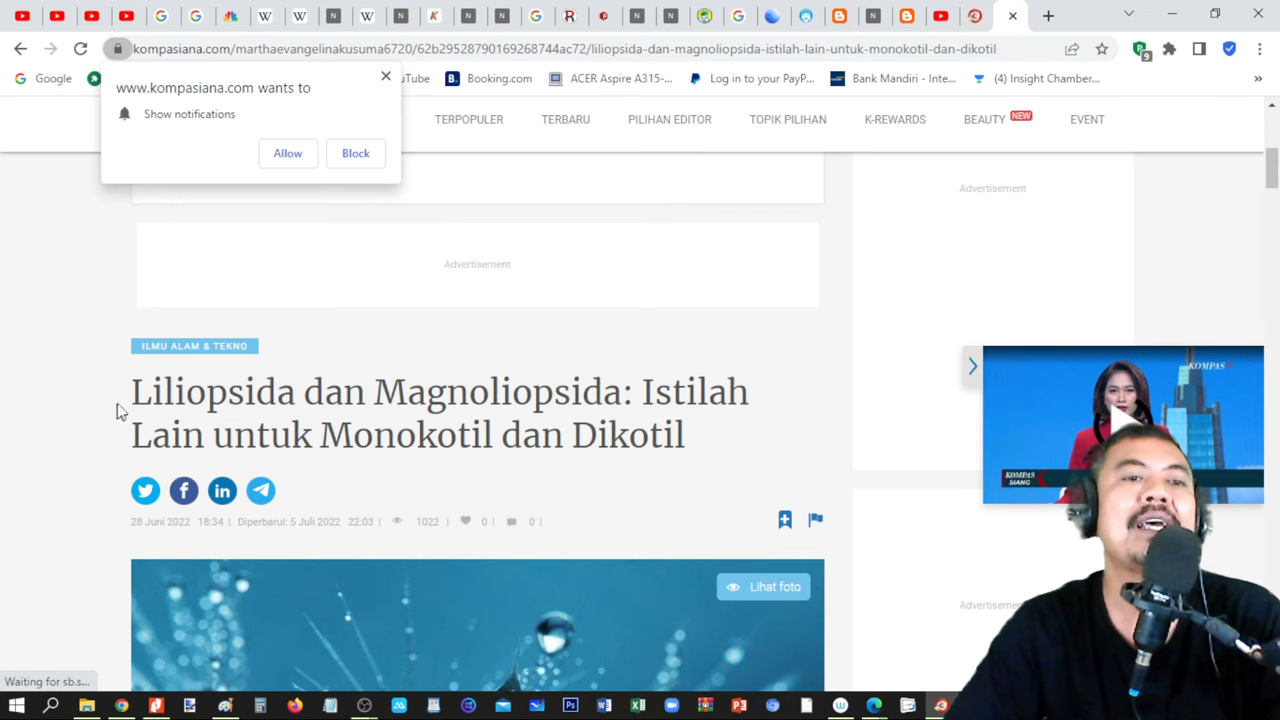 kompasiana.com/marthaevangelinakusuma6720/62b29528790169268744ac72/liliopsida-dan-magnoliopsida-istilah-lain-untuk-monokotil-dan-dikotil
9
Google
uTube
Booking.com
ACER Aspire A315-...
Log in to your PayP...
Bank Mandiri - Inte...
(4) Insight Chamber...
»
www.kompasiana.com wants to
Show notifications
Allow
Block
TERPOPULER
TERBARU
PILIHAN EDITOR
TOPIK PILIHAN
K-REWARDS
BEAUTY NEW
EVENT
Advertisement
Advertisement
ILMU ALAM & TEKNO
Liliopsida dan Magnoliopsida: Istilah
Lain untuk Monokotil dan Dikotil
28 Juni 2022 18:34 | Diperbarui: 5 Juli 2022 22:03 | 1022 | 0 | 0 |
Lihat foto
KOMPAS
KOMPAS
SIANG
Advertisement
Waiting for sb.s...